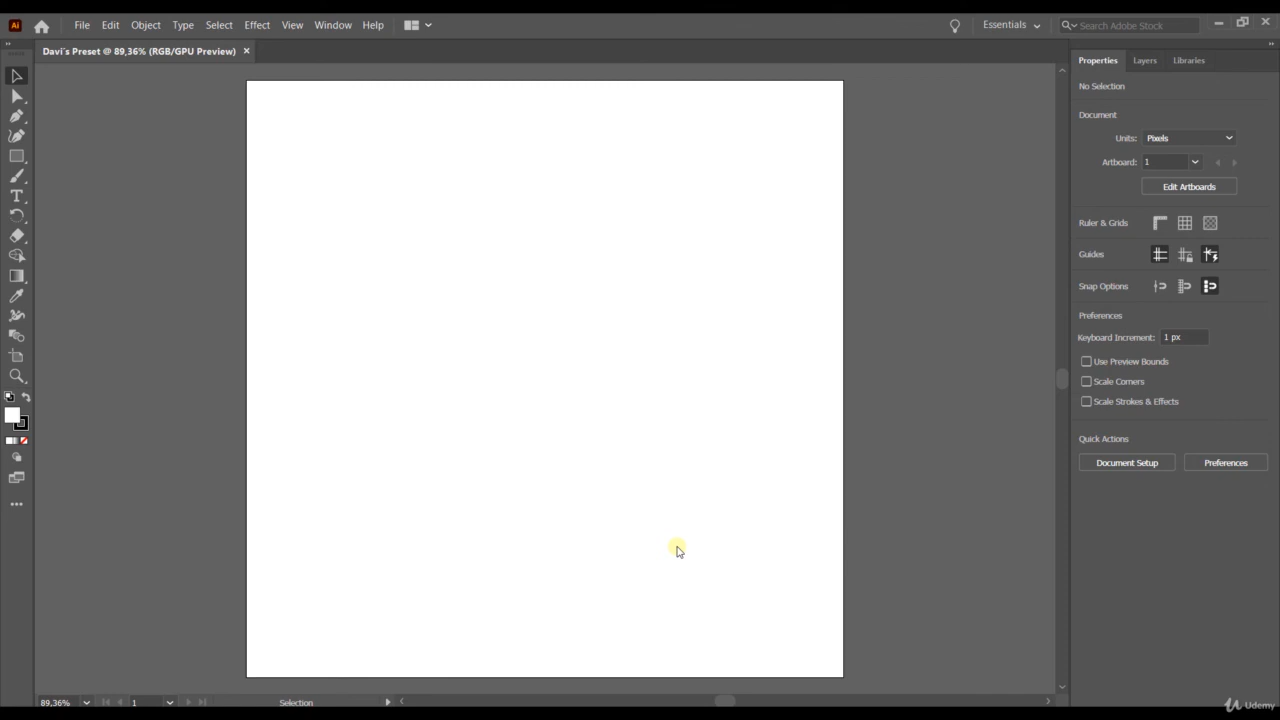 Ai File Edit Object Type Select Effect View Window Help Essentials Search Adobe Stock
Davi´s Preset @ 89,36% (RGB/GPU Preview)
Properties Layers Libraries
No Selection
Document
Units: Pixels
Artboard: 1
Edit Artboards
Ruler & Grids
Guides
Snap Options
Preferences
Keyboard Increment: 1 px
Use Preview Bounds
Scale Corners
Scale Strokes & Effects
Quick Actions
Document Setup Preferences
89,36% 1 Selection
Udemy